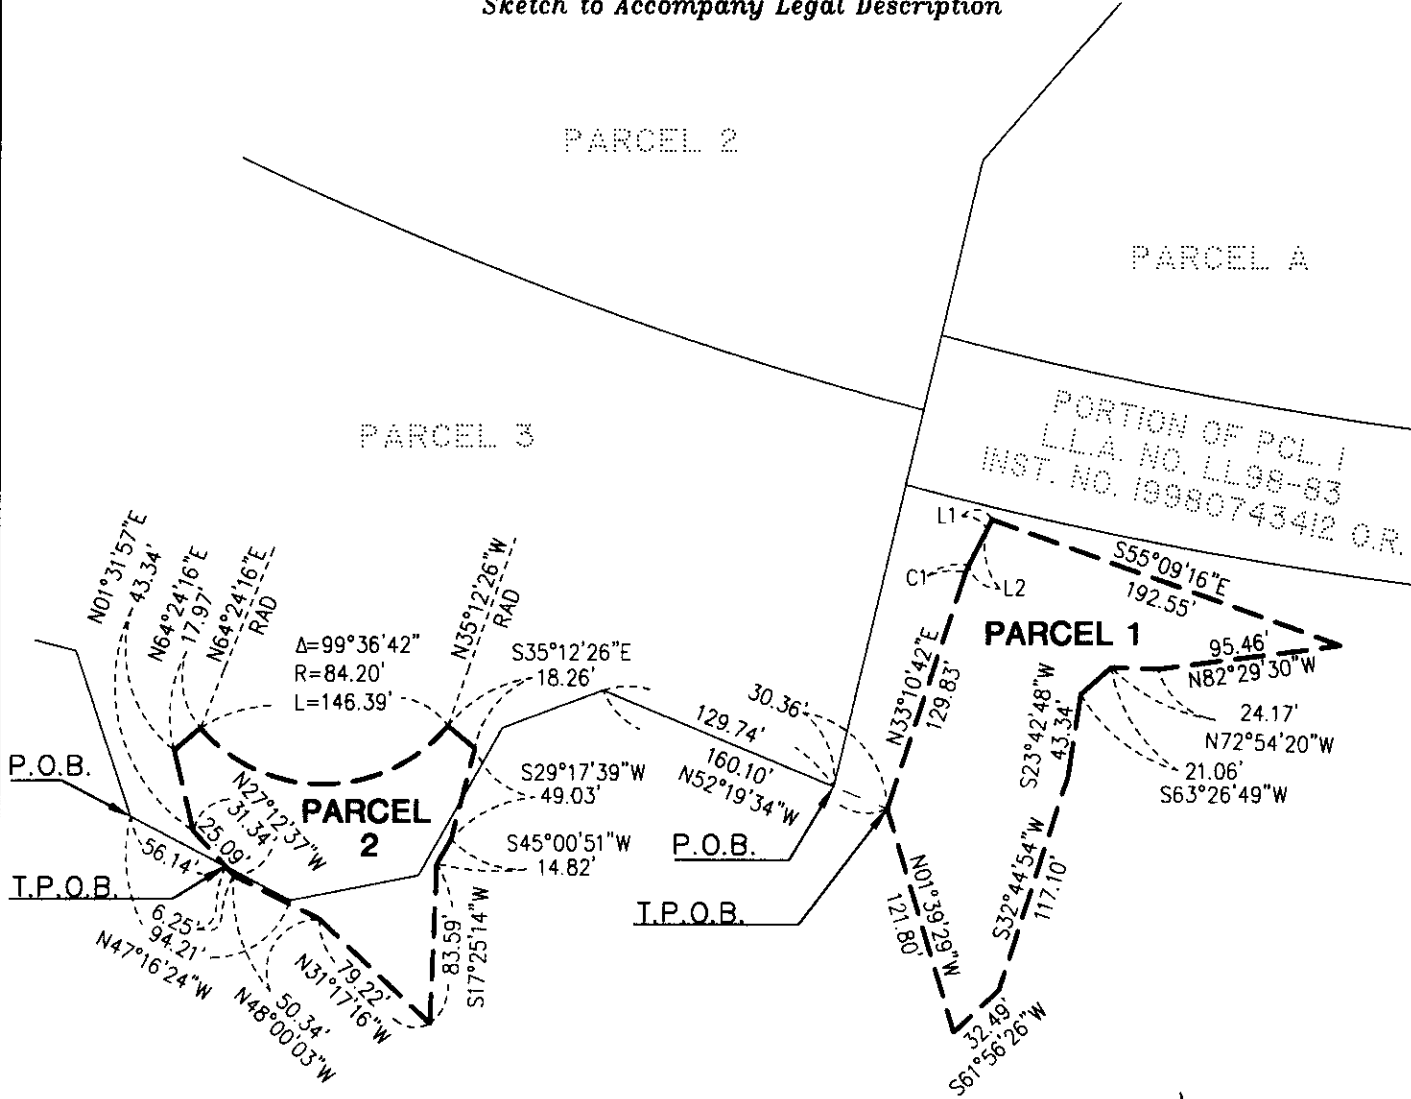 Sketch to Accompany Legal Description
PARCEL 2
PARCEL A
PORTION OF PCL. 1
L.L.A. NO. LL98-83
INST. NO. 19980743412 O.R.
PARCEL 3
L1
C1
L2
S55°09'16"E
192.55'
PARCEL 1
95.46'
N82°29'30"W
24.17'
N72°54'20"W
21.06'
S63°26'49"W
S23°42'48"W
43.34'
N33°10'42"E
129.83'
S32°44'54"W
117.10'
N01°39'29"W
121.80'
32.49'
S61°56'26"W
N01°31'57"E
43.34'
N64°24'16"E
17.97'
N64°24'16"E
RAD
Δ=99°36'42"
R=84.20'
L=146.39'
N35°12'26"W
RAD
S35°12'26"E
18.26'
30.36'
129.74'
160.10'
N52°19'34"W
P.O.B.
T.P.O.B.
S29°17'39"W
49.03'
S45°00'51"W
14.82'
PARCEL
2
P.O.B.
N27°12'37"W
31.34'
25.09'
56.14'
T.P.O.B.
6.25'
94.21'
N47°16'24"W
50.34'
N48°00'03"W
79.22'
N31°17'16"W
83.59'
S17°25'14"W